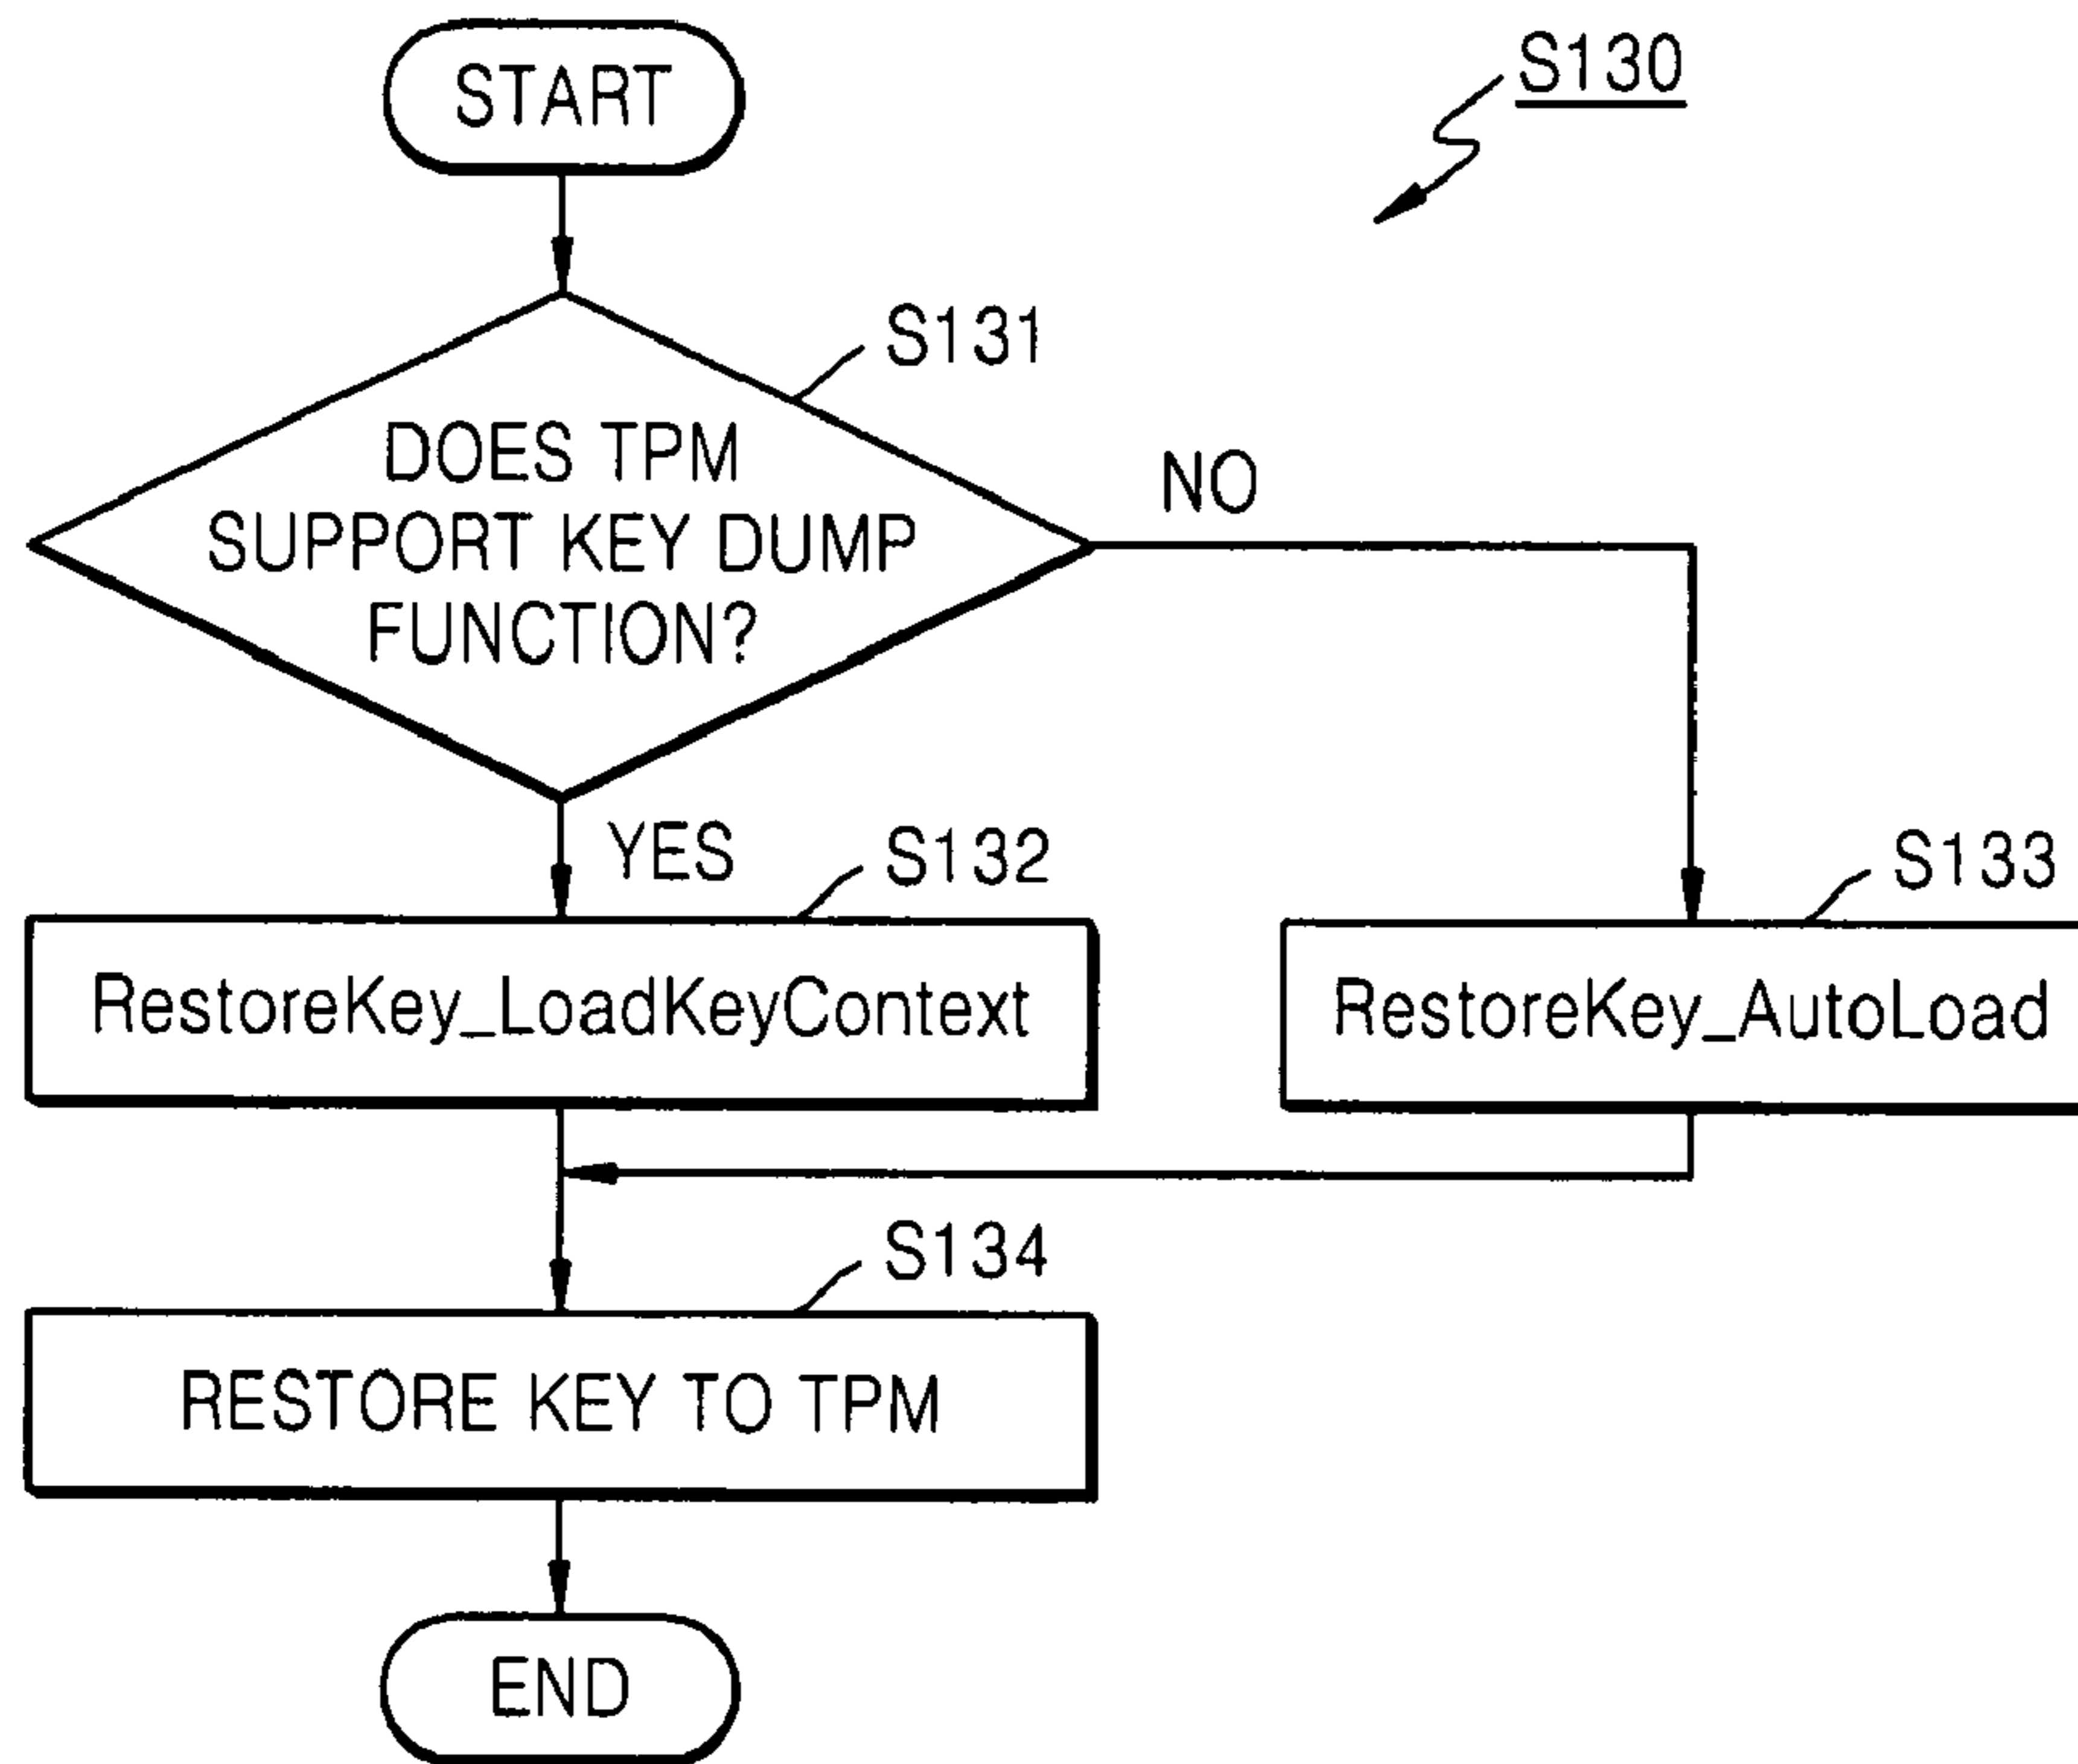 START
S130
S131
DOES TPM
SUPPORT KEY DUMP
FUNCTION?
NO
YES
S132
S133
RestoreKey_LoadKeyContext
RestoreKey_AutoLoad
S134
RESTORE KEY TO TPM
END